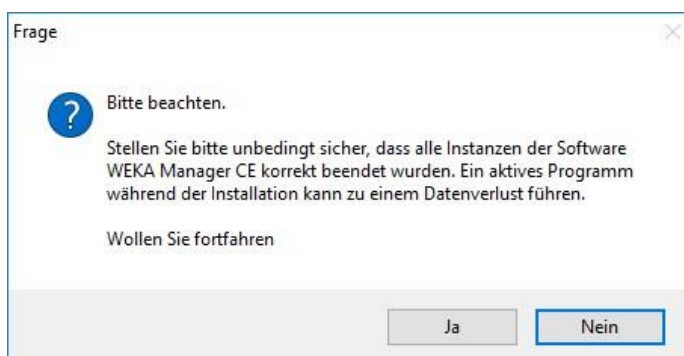 Frage
Bitte beachten.
Stellen Sie bitte unbedingt sicher, dass alle Instanzen der Software
WEKA Manager CE korrekt beendet wurden. Ein aktives Programm
während der Installation kann zu einem Datenverlust führen.
Wollen Sie fortfahren
Ja
Nein